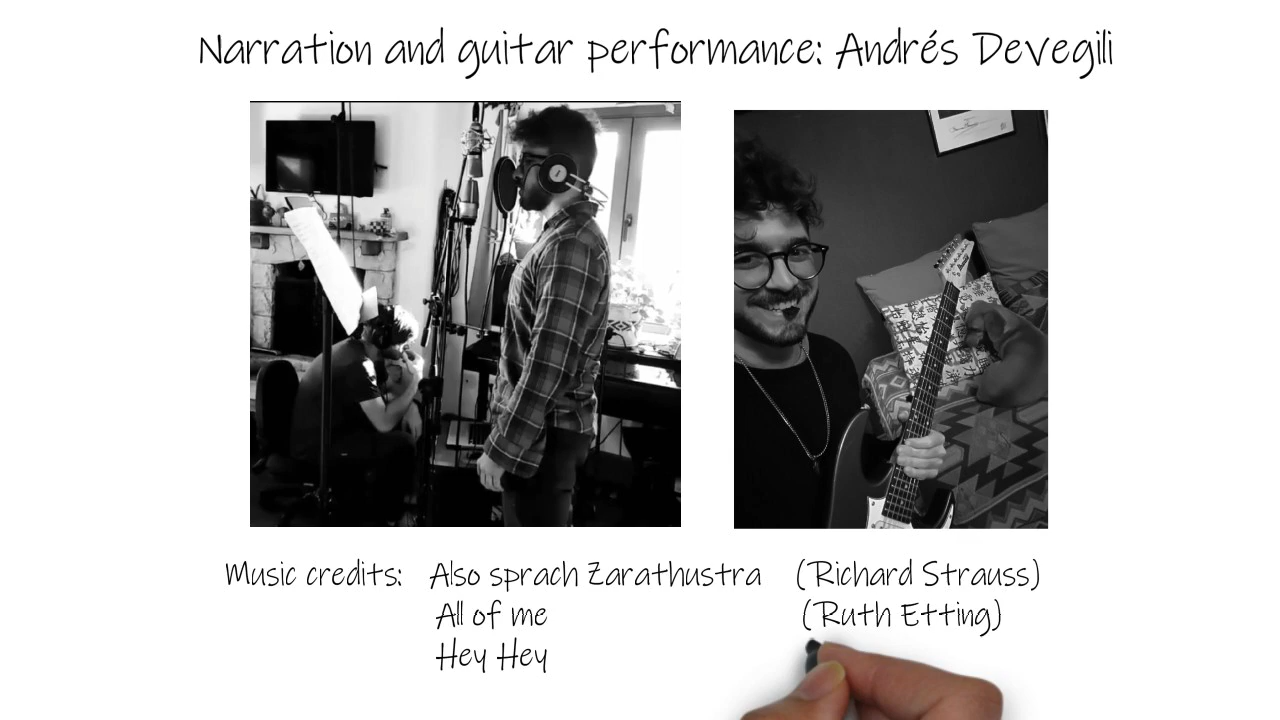 Narration and guitar performance: Andrés Devegili
Music credits: Also sprach Zarathustra (Richard Strauss)
All of me (Ruth Etting)
Hey Hey